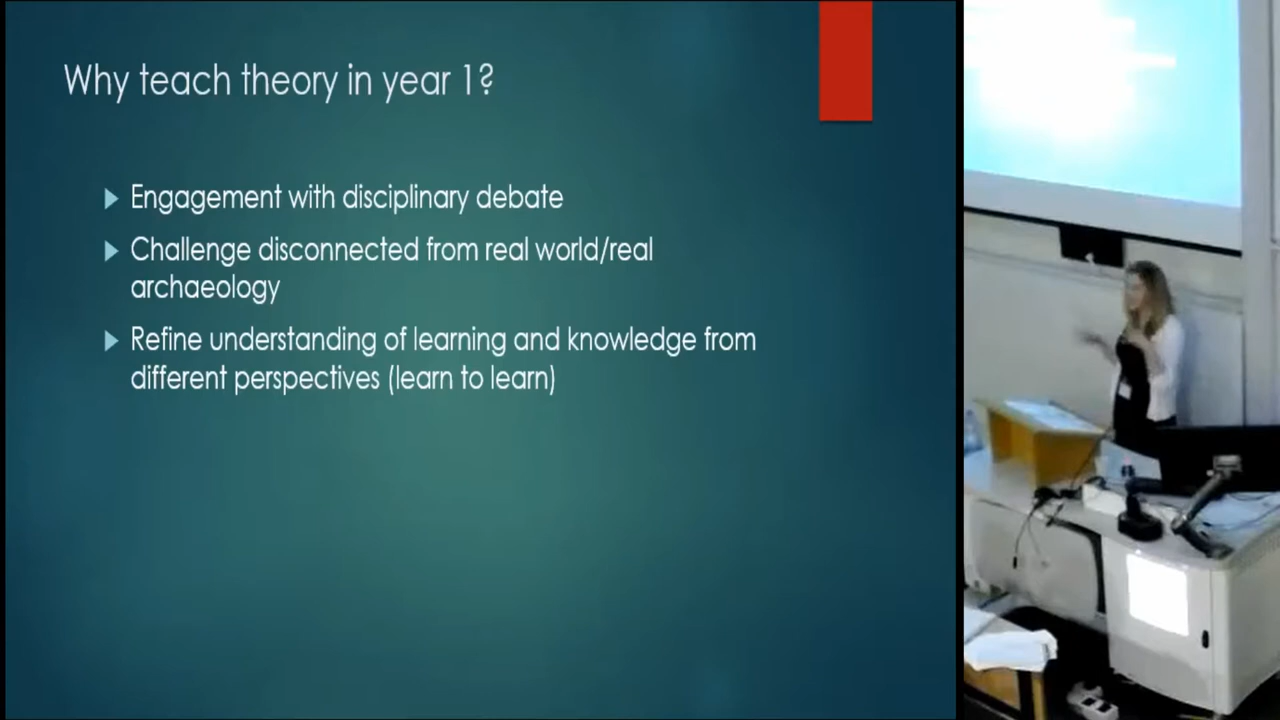 Why teach theory in year 1?
Engagement with disciplinary debate
Challenge disconnected from real world/real
archaeology
Refine understanding of learning and knowledge from
different perspectives (learn to learn)